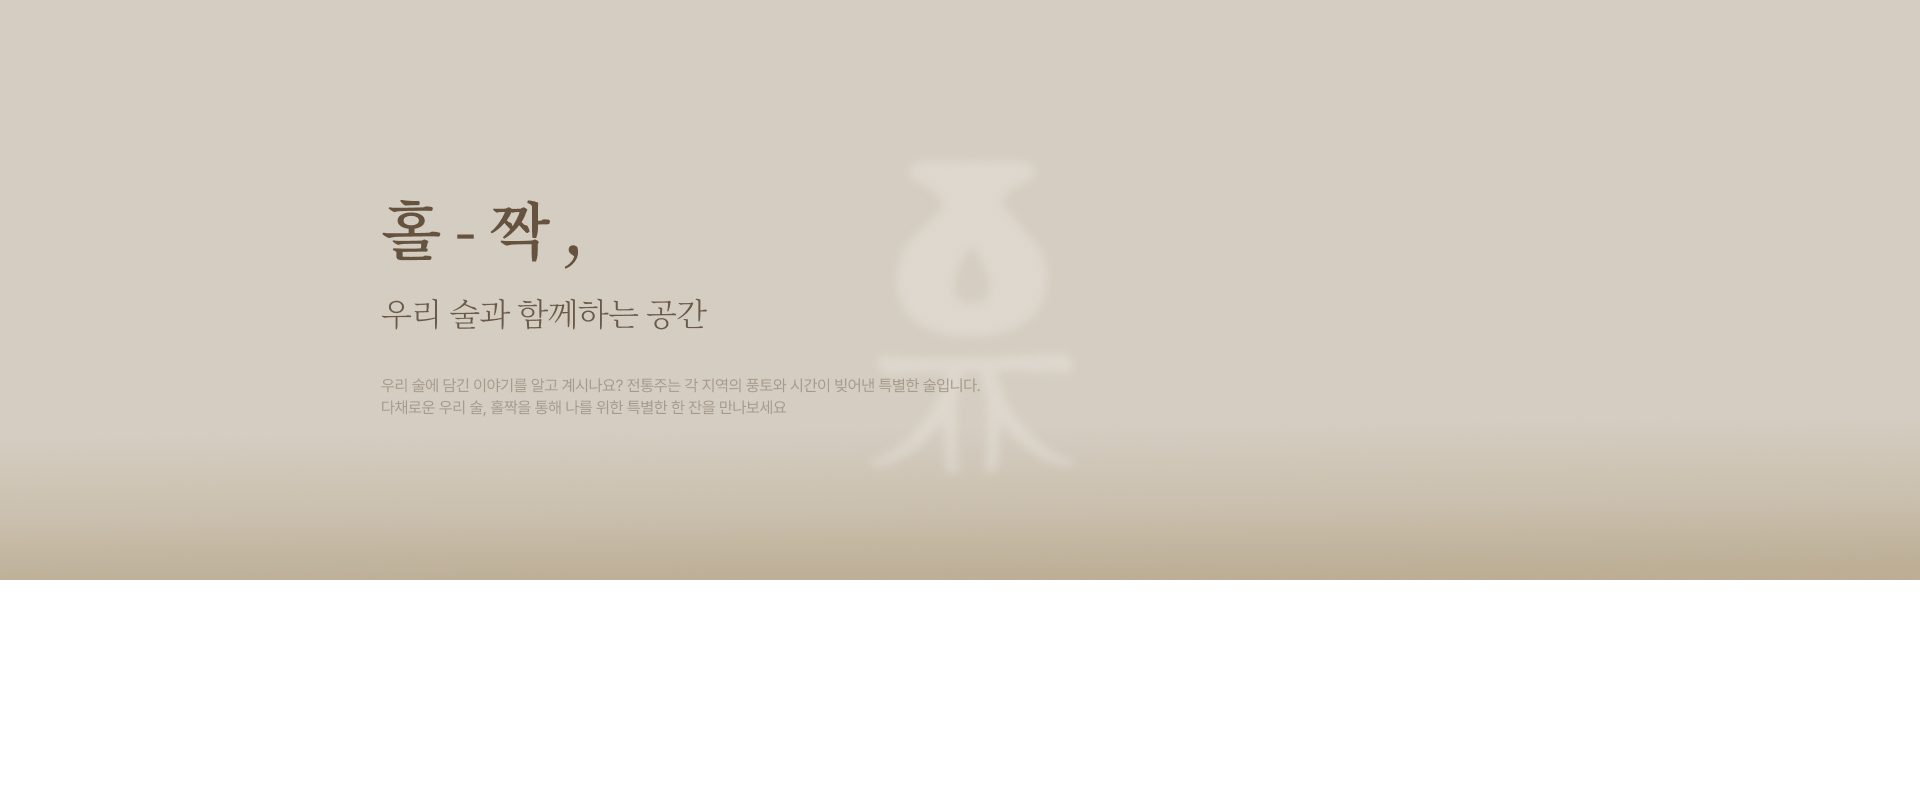 홀 - 짝 ,
우리 술과 함께하는 공간
우리 술에 담긴 이야기를 알고 계시나요? 전통주는 각 지역의 풍토와 시간이 빚어낸 특별한 술입니다.
다채로운 우리 술, 홀짝을 통해 나를 위한 특별한 한 잔을 만나보세요